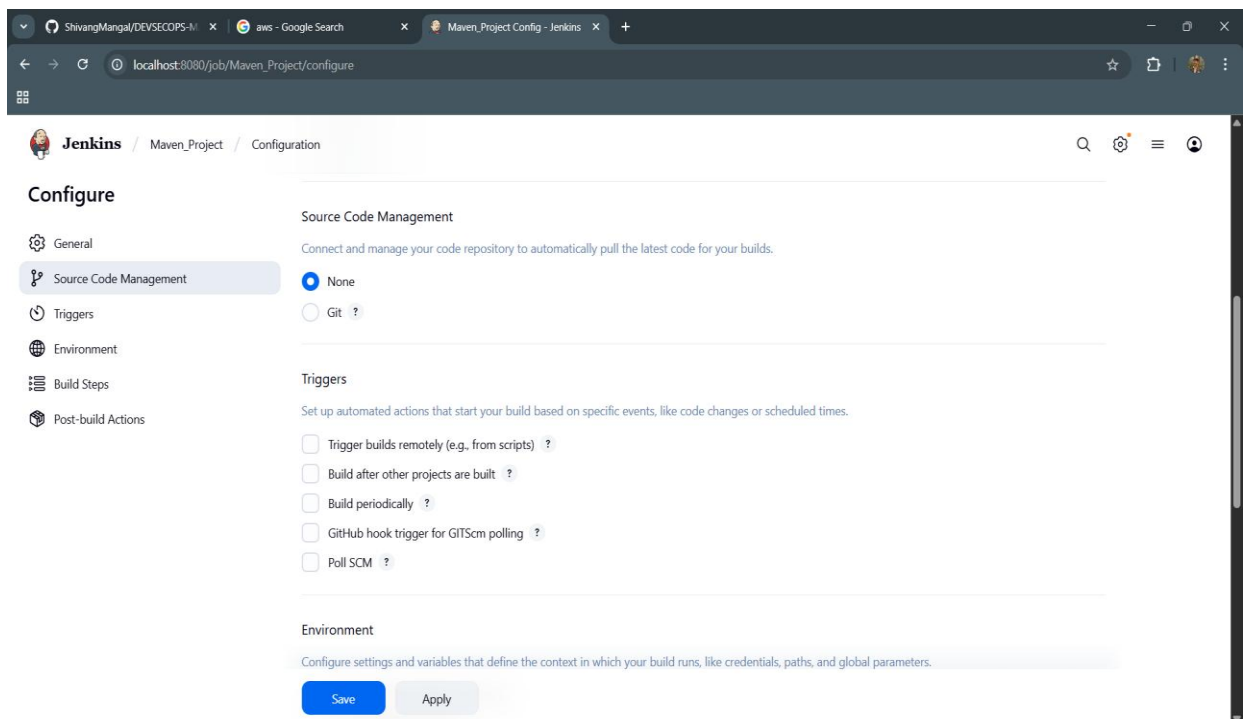 ShivangMangal/DEVSECOPS-M
aws - Google Search
Maven_Project Config - Jenkins
localhost:8080/job/Maven_Project/configure
Jenkins / Maven_Project / Configuration
Configure
General
Source Code Management
Triggers
Environment
Build Steps
Post-build Actions
Source Code Management
Connect and manage your code repository to automatically pull the latest code for your builds.
None
Git ?
Triggers
Set up automated actions that start your build based on specific events, like code changes or scheduled times.
Trigger builds remotely (e.g., from scripts) ?
Build after other projects are built ?
Build periodically ?
GitHub hook trigger for GITScm polling ?
Poll SCM ?
Environment
Configure settings and variables that define the context in which your build runs, like credentials, paths, and global parameters.
Save
Apply